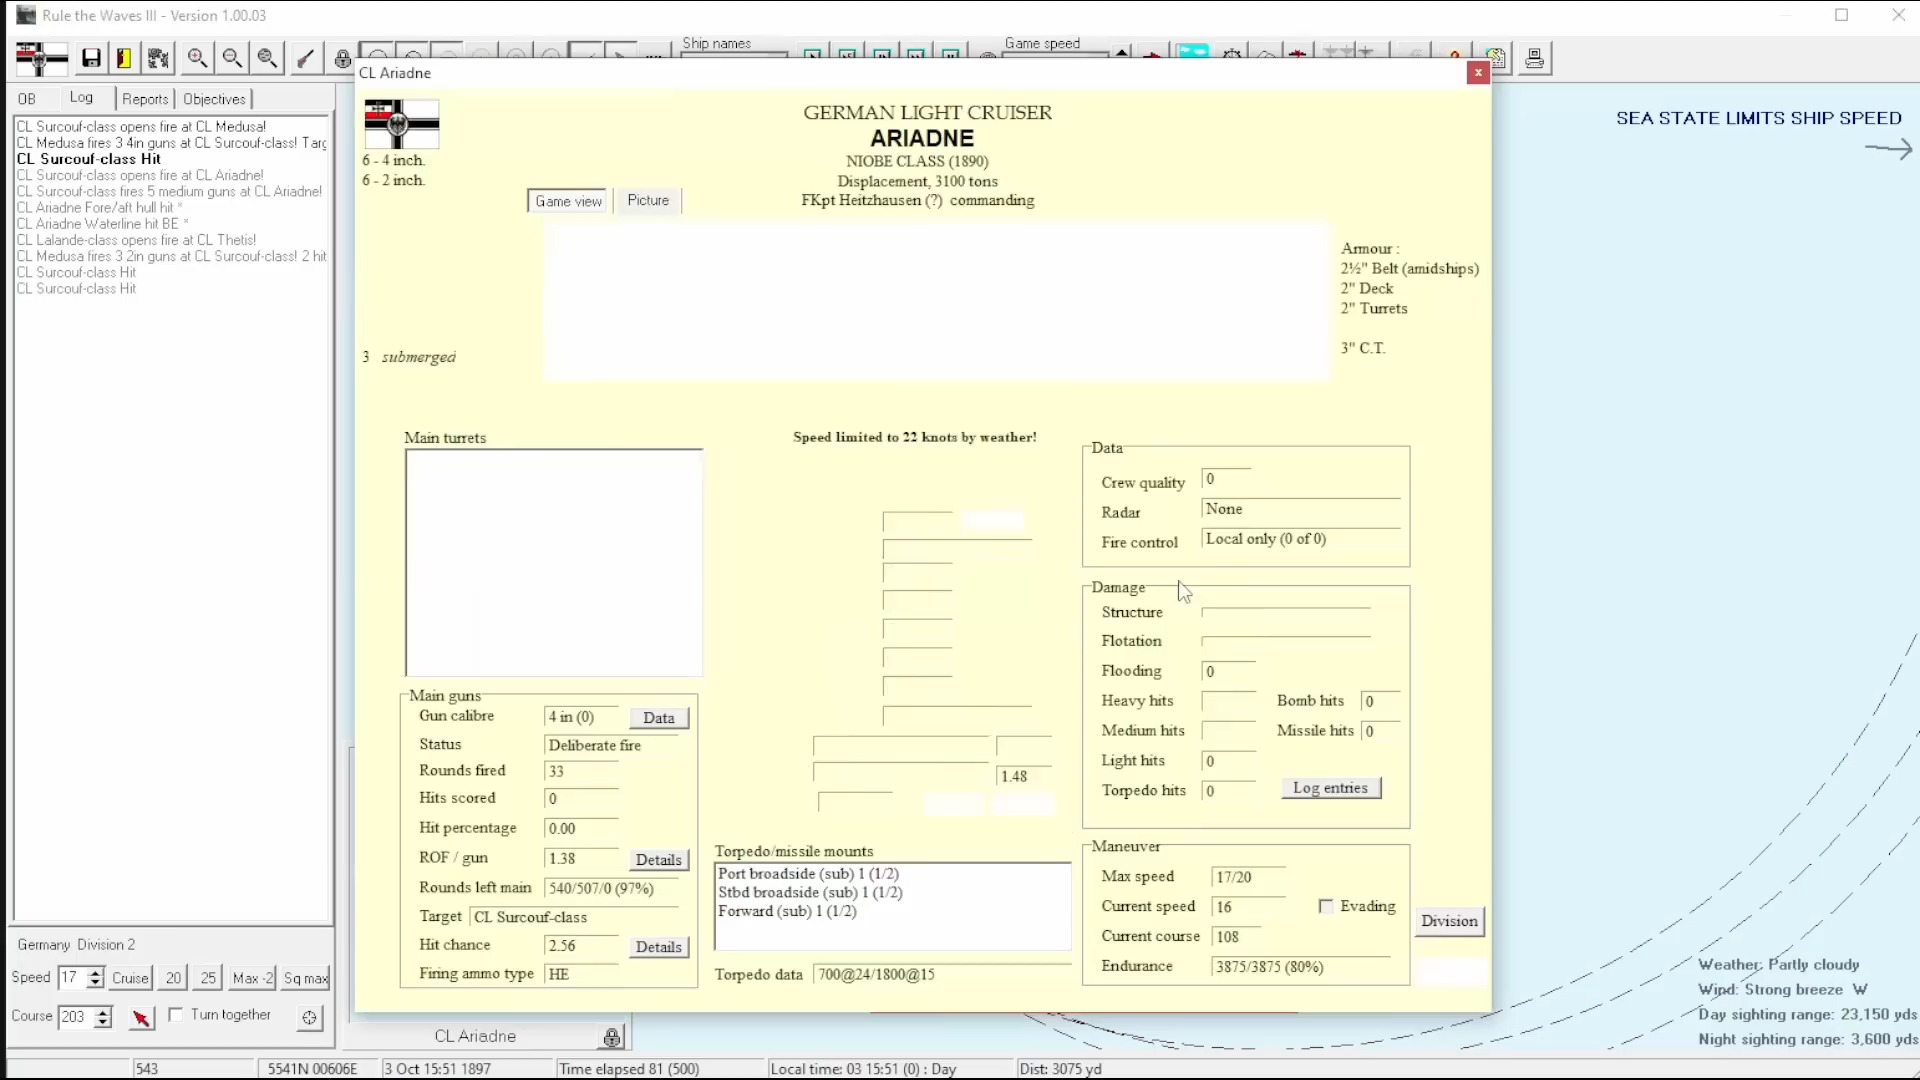 Rule the Waves III - Version 1.00.03
Ship names
Game speed
OB
Log
Reports
Objectives
CL Surcouf-class opens fire at CL Medusa!
CL Medusa fires 3 4in guns at CL Surcouf-class! Targ
CL Surcouf-class Hit
CL Surcouf-class opens fire at CL Ariadne!
CL Surcouf-class fires 5 medium guns at CL Ariadne!
CL Ariadne Fore/aft hull hit *
CL Ariadne Waterline hit BE *
CL Lalande-class opens fire at CL Thetis!
CL Medusa fires 3 2in guns at CL Surcouf-class! 2 hit
CL Surcouf-class Hit
CL Surcouf-class Hit
Germany Division 2
Speed 17 Cruise 20 25 Max -2 Sq max
Course 203 Turn together
CL Ariadne
x
6 - 4 inch.
6 - 2 inch.
GERMAN LIGHT CRUISER
ARIADNE
NIOBE CLASS (1890)
Displacement, 3100 tons
FKpt Heitzhausen (?) commanding
Game view
Picture
3 submerged
Armour :
2½" Belt (amidships)
2" Deck
2" Turrets
3" C.T.
Main turrets
Speed limited to 22 knots by weather!
1.48
Main guns
Gun calibre 4 in (0) Data
Status Deliberate fire
Rounds fired 33
Hits scored 0
Hit percentage 0.00
ROF / gun 1.38 Details
Rounds left main 540/507/0 (97%)
Target CL Surcouf-class
Hit chance 2.56 Details
Firing ammo type HE
Torpedo/missile mounts
Port broadside (sub) 1 (1/2)
Stbd broadside (sub) 1 (1/2)
Forward (sub) 1 (1/2)
Torpedo data 700@24/1800@15
Data
Crew quality 0
Radar None
Fire control Local only (0 of 0)
Damage
Structure
Flotation
Flooding 0
Heavy hits Bomb hits 0
Medium hits Missile hits 0
Light hits 0
Torpedo hits 0 Log entries
Maneuver
Max speed 17/20
Current speed 16 Evading
Current course 108
Endurance 3875/3875 (80%)
Division
CL Ariadne
SEA STATE LIMITS SHIP SPEED
Weather: Partly cloudy
Wind: Strong breeze W
Day sighting range: 23,150 yds
Night sighting range: 3,600 yds
543
5541N 00606E
3 Oct 15:51 1897
Time elapsed 81 (500)
Local time: 03 15:51 (0) : Day
Dist: 3075 yd